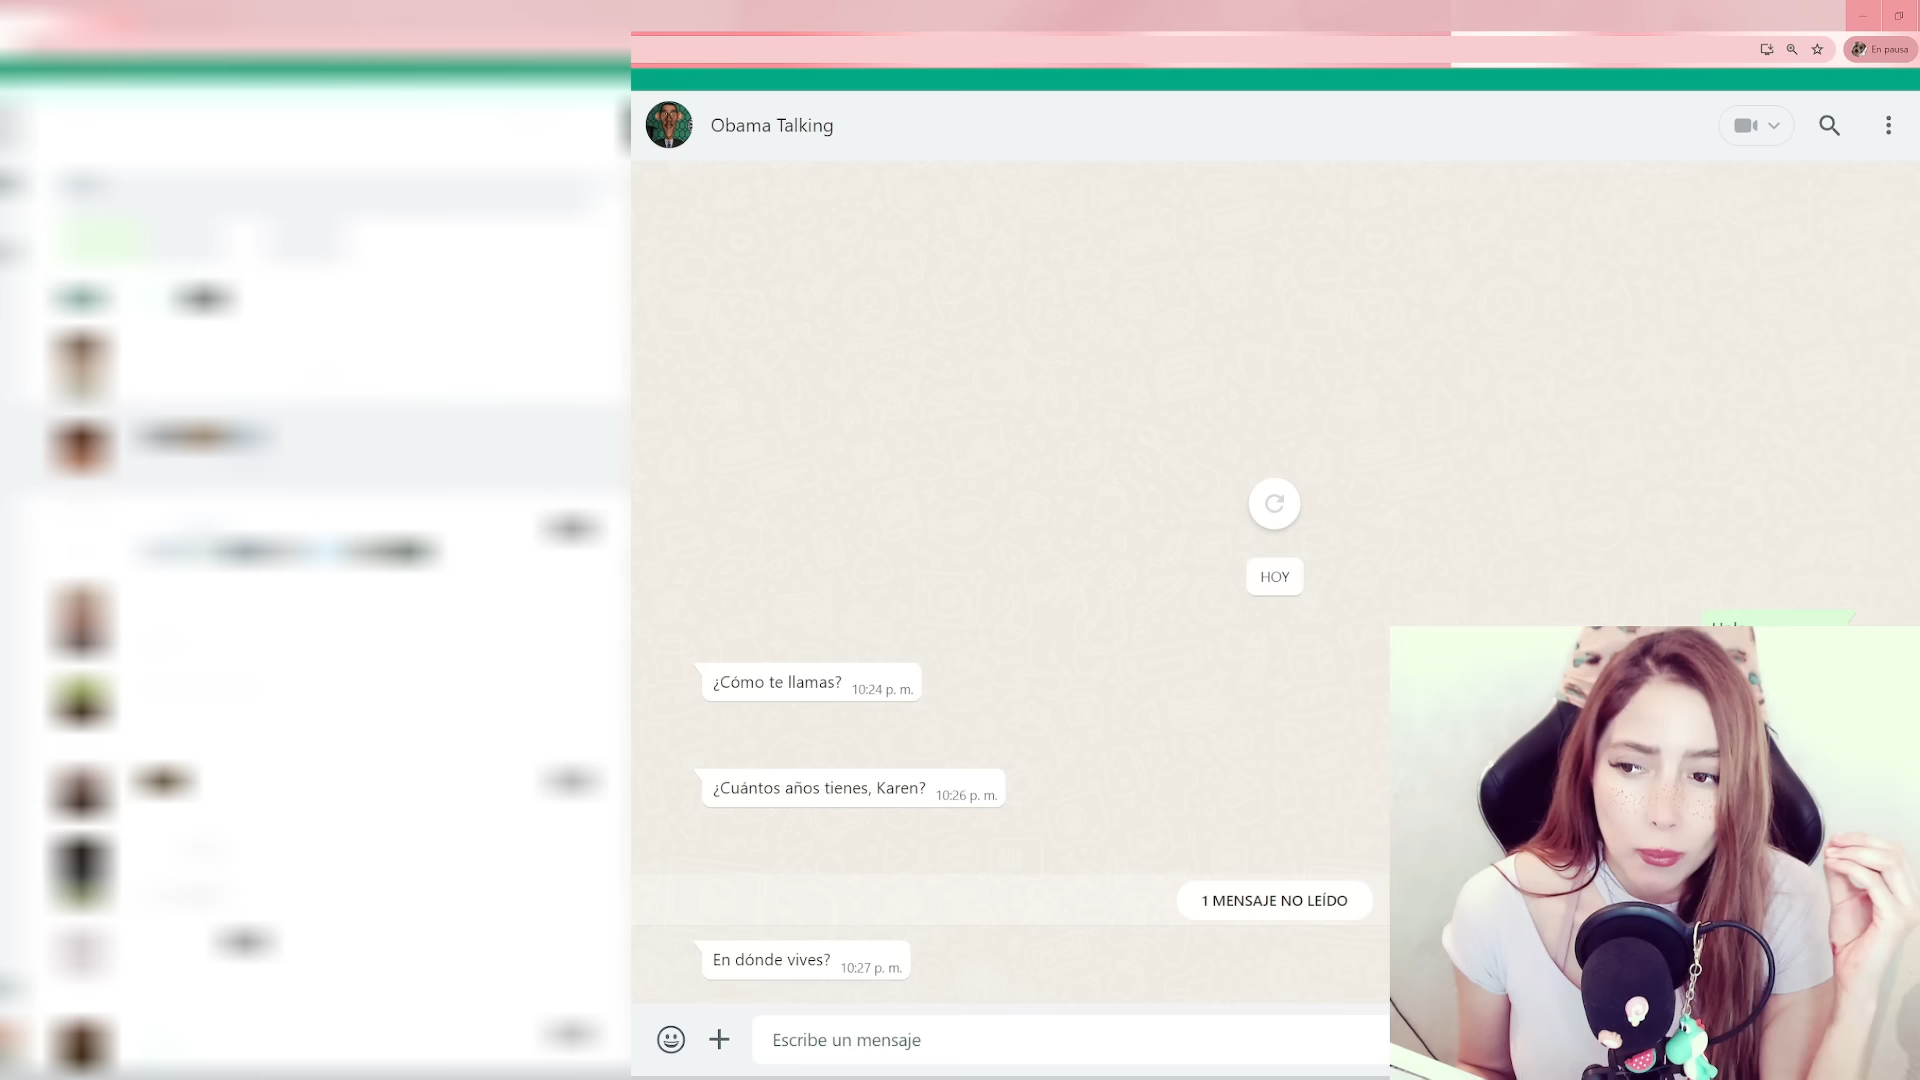 En pausa
Obama Talking
HOY
¿Cómo te llamas? 10:24 p. m.
¿Cuántos años tienes, Karen? 10:26 p. m.
1 MENSAJE NO LEÍDO
En dónde vives? 10:27 p. m.
Escribe un mensaje